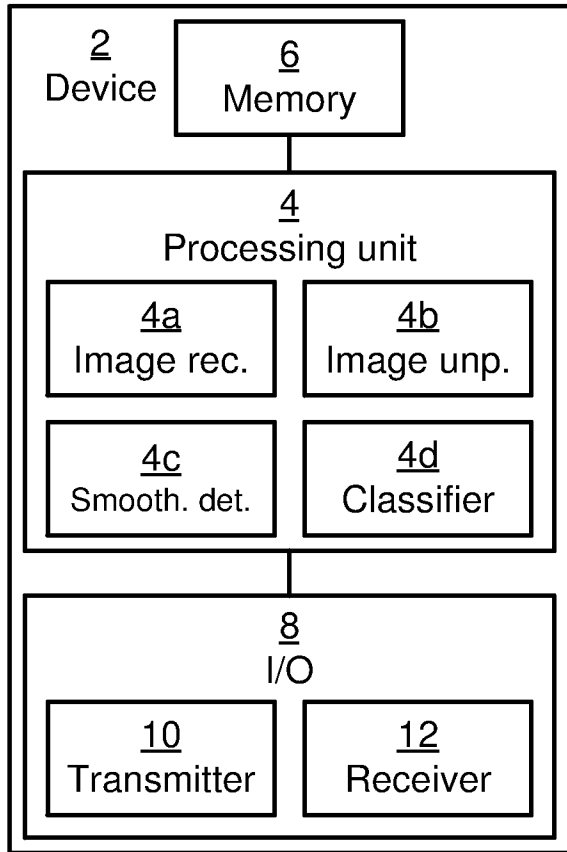 2
Device
6
Memory
4
Processing unit
4a
Image rec.
4b
Image unp.
4c
Smooth. det.
4d
Classifier
8
I/O
10
Transmitter
12
Receiver